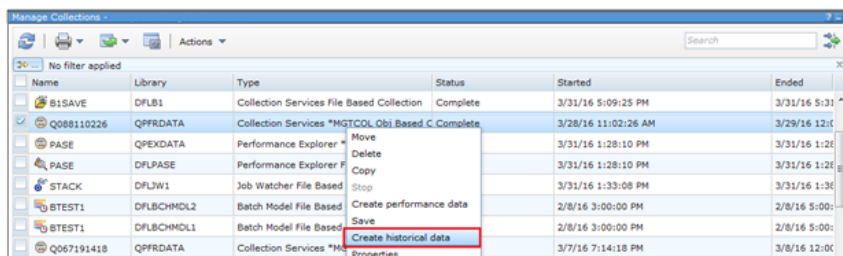 Manage Collections -
Actions
Search
No filter applied
Name Library Type Status Started Ended
B1SAVE DFLB1 Collection Services File Based Collection Complete 3/31/16 5:09:25 PM 3/31/16 5:31
Q088110226 QPFRDATA Collection Services *MGTCOL Obj Based C Complete 3/28/16 11:02:26 AM 3/29/16 12:0
PASE QPEXDATA Performance Explorer * 3/31/16 1:28:10 PM 3/31/16 1:28
PASE DFLPASE Performance Explorer F 3/31/16 1:28:10 PM 3/31/16 1:28
STACK DFLJW1 Job Watcher File Based 3/31/16 1:33:08 PM 3/31/16 1:36
BTEST1 DFLBCHMDL2 Batch Model File Based 2/8/16 3:00:00 PM 2/8/16 5:00:
BTEST1 DFLBCHMDL1 Batch Model File Based 2/8/16 3:00:00 PM 2/8/16 5:00:
Q067191418 QPFRDATA Collection Services *MG 3/7/16 7:14:18 PM 3/8/16 12:00
Move
Delete
Copy
Stop
Create performance data
Save
Create historical data
Properties